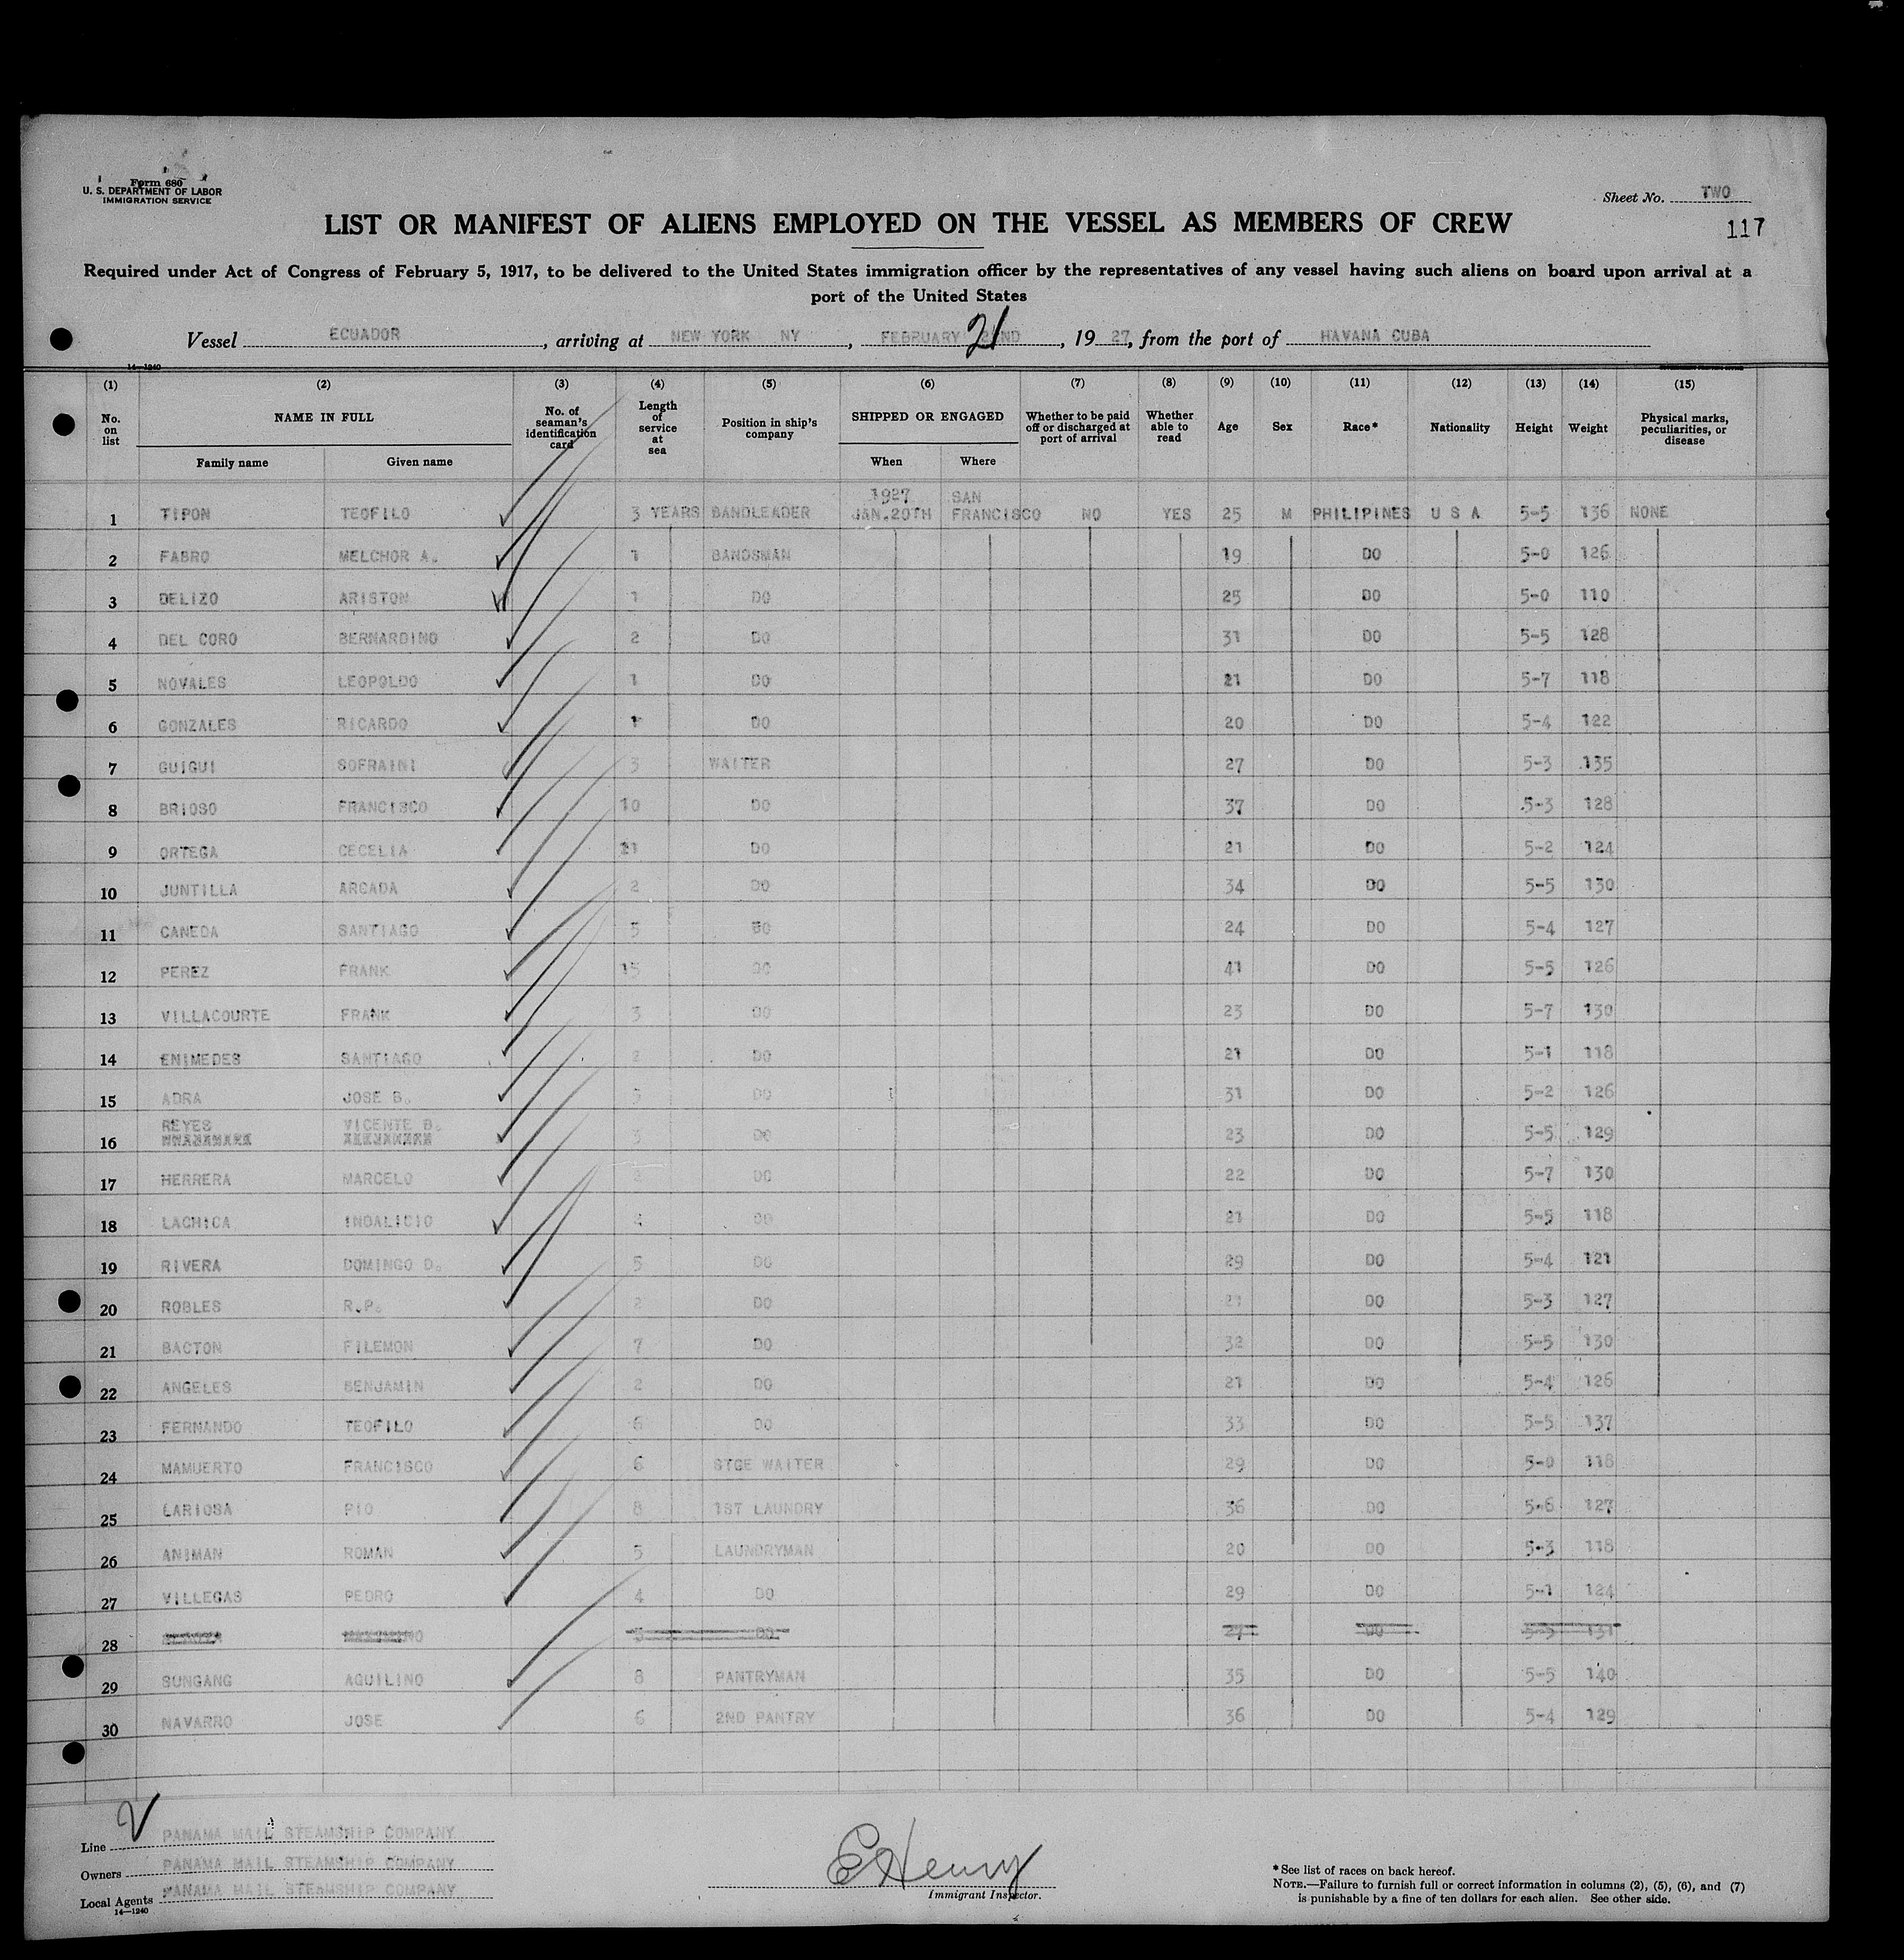 Form 680
U. S. DEPARTMENT OF LABOR
IMMIGRATION SERVICE
Sheet No. TWO
117
LIST OR MANIFEST OF ALIENS EMPLOYED ON THE VESSEL AS MEMBERS OF CREW
Required under Act of Congress of February 5, 1917, to be delivered to the United States immigration officer by the representatives of any vessel having such aliens on board upon arrival at a
port of the United States
Vessel ECUADOR, arriving at NEW YORK NY, FEBRUARY 21, 1927, from the port of HAVANA CUBA
14—1240
(1) (2) (3) (4) (5) (6) (7) (8) (9) (10) (11) (12) (13) (14) (15)
No. on list NAME IN FULL No. of seaman's identification card Length of service at sea Position in ship's company SHIPPED OR ENGAGED Whether to be paid off or discharged at port of arrival Whether able to read Age Sex Race* Nationality Height Weight Physical marks, peculiarities, or disease
Family name Given name When Where
1 TIPON TEOFILO 3 YEARS BANDLEADER 1927 JAN.20TH SAN FRANCISCO NO YES 25 M PHILIPINES U S A 5-5 136 NONE
2 FABRO MELCHOR A. 1 BANDSMAN 19 DO 5-0 126
3 DELIZO ARISTON 1 DO 25 DO 5-0 110
4 DEL CORO BERNARDINO 2 DO 31 DO 5-5 128
5 NOVALES LEOPOLDO 1 DO 21 DO 5-7 118
6 GONZALES RICARDO 1 DO 20 DO 5-4 122
7 GUIGUI SOFRAINI 3 WAITER 27 DO 5-3 135
8 BRIOSO FRANCISCO 10 DO 37 DO 5-3 128
9 ORTEGA CECELIA 11 DO 21 DO 5-2 124
10 JUNTILLA ARCADA 2 DO 34 DO 5-5 130
11 CANEDA SANTIAGO 5 DO 24 DO 5-4 127
12 PEREZ FRANK 15 DO 41 DO 5-5 126
13 VILLACOURTE FRANK 3 DO 23 DO 5-7 130
14 ENIMEDES SANTIAGO 2 DO 21 DO 5-1 118
15 ADRA JOSE B. 5 DO 31 DO 5-2 126
16 REYES VICENTE B. 3 DO 23 DO 5-5 129
17 HERRERA MARCELO DO 22 DO 5-7 130
18 LACHICA INDALICIO 4 DO 21 DO 5-5 118
19 RIVERA DOMINGO D. 5 DO 29 DO 5-4 121
20 ROBLES R.P. 2 DO 21 DO 5-3 127
21 BACTON FILEMON 7 DO 32 DO 5-5 130
22 ANGELES BENJAMIN 2 DO 21 DO 5-4 126
23 FERNANDO TEOFILO 6 DO 33 DO 5-5 137
24 MAMUERTO FRANCISCO 6 STGE WAITER 29 DO 5-0 118
25 LARIOSA PIO 8 1ST LAUNDRY 36 DO 5-6 127
26 ANIMAN ROMAN 5 LAUNDRYMAN 20 DO 5-3 118
27 VILLEGAS PEDRO 4 DO 29 DO 5-1 124
28 3 DO DO 5-5 131
29 SUNGANG AQUILINO 8 PANTRYMAN 35 DO 5-5 140
30 NAVARRO JOSE 6 2ND PANTRY 36 DO 5-4 129
Line PANAMA MAIL STEAMSHIP COMPANY
Owners PANAMA MAIL STEAMSHIP COMPANY
Local Agents PANAMA MAIL STEAMSHIP COMPANY
14—1240
E Henry
Immigrant Inspector.
*See list of races on back hereof.
NOTE.—Failure to furnish full or correct information in columns (2), (5), (6), and (7)
is punishable by a fine of ten dollars for each alien. See other side.